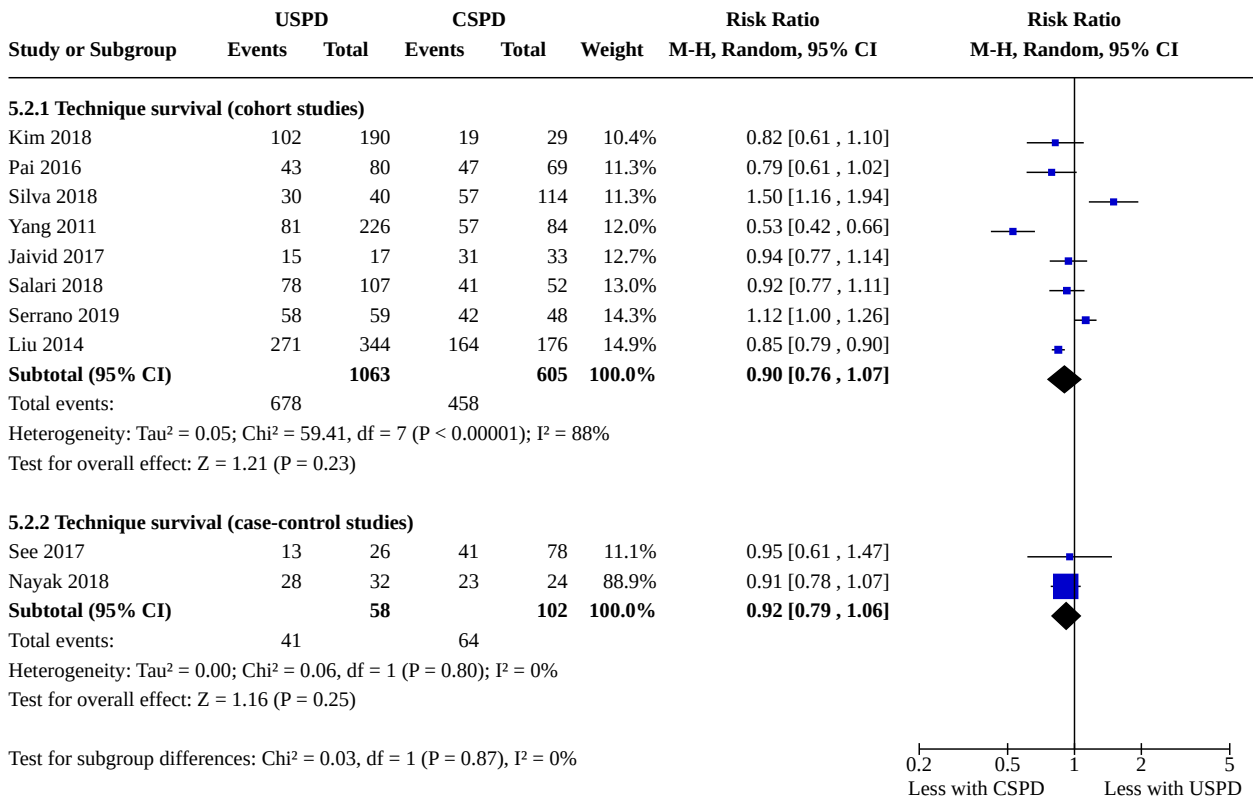 USPD CSPD Risk Ratio Risk Ratio
Study or Subgroup Events Total Events Total Weight M-H, Random, 95% CI M-H, Random, 95% CI
5.2.1 Technique survival (cohort studies)
Kim 2018 102 190 19 29 10.4% 0.82 [0.61 , 1.10]
Pai 2016 43 80 47 69 11.3% 0.79 [0.61 , 1.02]
Silva 2018 30 40 57 114 11.3% 1.50 [1.16 , 1.94]
Yang 2011 81 226 57 84 12.0% 0.53 [0.42 , 0.66]
Jaivid 2017 15 17 31 33 12.7% 0.94 [0.77 , 1.14]
Salari 2018 78 107 41 52 13.0% 0.92 [0.77 , 1.11]
Serrano 2019 58 59 42 48 14.3% 1.12 [1.00 , 1.26]
Liu 2014 271 344 164 176 14.9% 0.85 [0.79 , 0.90]
Subtotal (95% CI) 1063 605 100.0% 0.90 [0.76 , 1.07]
Total events: 678 458
Heterogeneity: Tau² = 0.05; Chi² = 59.41, df = 7 (P < 0.00001); I² = 88%
Test for overall effect: Z = 1.21 (P = 0.23)
5.2.2 Technique survival (case-control studies)
See 2017 13 26 41 78 11.1% 0.95 [0.61 , 1.47]
Nayak 2018 28 32 23 24 88.9% 0.91 [0.78 , 1.07]
Subtotal (95% CI) 58 102 100.0% 0.92 [0.79 , 1.06]
Total events: 41 64
Heterogeneity: Tau² = 0.00; Chi² = 0.06, df = 1 (P = 0.80); I² = 0%
Test for overall effect: Z = 1.16 (P = 0.25)
Test for subgroup differences: Chi² = 0.03, df = 1 (P = 0.87), I² = 0%
0.2 0.5 1 2 5
Less with CSPD Less with USPD